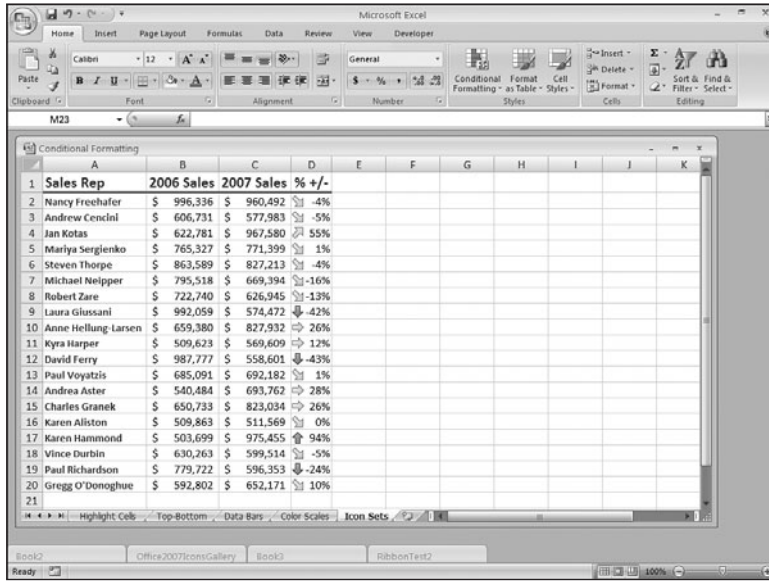 Microsoft Excel
Home Insert Page Layout Formulas Data Review View Developer
Paste
Clipboard
Calibri 12 A A
B I U A
Font
Alignment
General
$ % ,
Number
Conditional Formatting
Format as Table
Cell Styles
Styles
Insert
Delete
Format
Cells
Σ
Sort & Filter
Find & Select
Editing
M23 fx
Conditional Formatting
A B C D E F G H I J K
1 Sales Rep 2006 Sales 2007 Sales % +/-
2 Nancy Freehafer $ 996,336 $ 960,492 -4%
3 Andrew Cencini $ 606,731 $ 577,983 -5%
4 Jan Kotas $ 622,781 $ 967,580 55%
5 Mariya Sergienko $ 765,327 $ 771,399 1%
6 Steven Thorpe $ 863,589 $ 827,213 -4%
7 Michael Neipper $ 795,518 $ 669,394 -16%
8 Robert Zare $ 722,740 $ 626,945 -13%
9 Laura Giussani $ 992,059 $ 574,472 -42%
10 Anne Hellung-Larsen $ 659,380 $ 827,932 26%
11 Kyra Harper $ 509,623 $ 569,609 12%
12 David Ferry $ 987,777 $ 558,601 -43%
13 Paul Voyatzis $ 685,091 $ 692,182 1%
14 Andrea Aster $ 540,484 $ 693,762 28%
15 Charles Granek $ 650,733 $ 823,034 26%
16 Karen Aliston $ 509,863 $ 511,569 0%
17 Karen Hammond $ 503,699 $ 975,455 94%
18 Vince Durbin $ 630,263 $ 599,514 -5%
19 Paul Richardson $ 779,722 $ 596,353 -24%
20 Gregg O'Donoghue $ 592,802 $ 652,171 10%
21
Highlight Cells Top-Bottom Data Bars Color Scales Icon Sets
Book2 Office2007IconsGallery Book3 RibbonTest2
Ready 100%